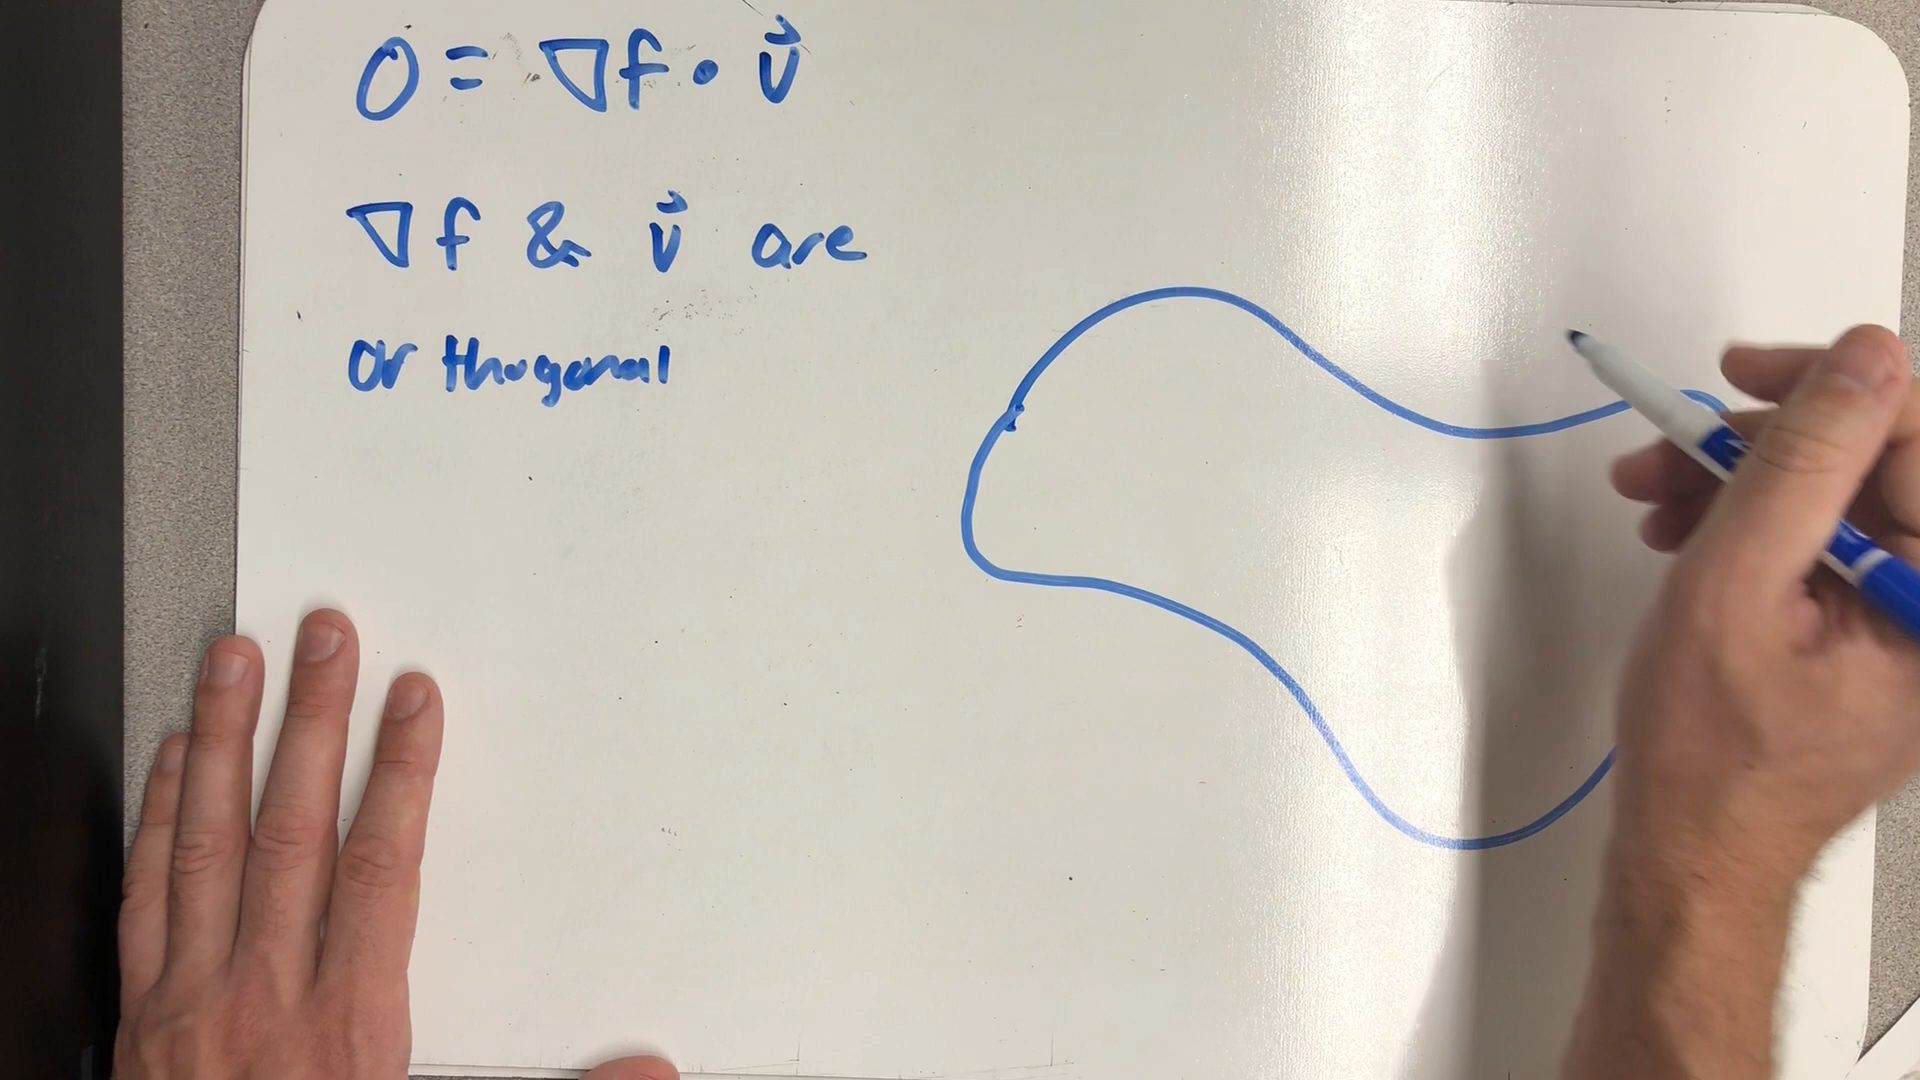 0 = ∇f • v⃗
∇f & v⃗ are
orthogonal